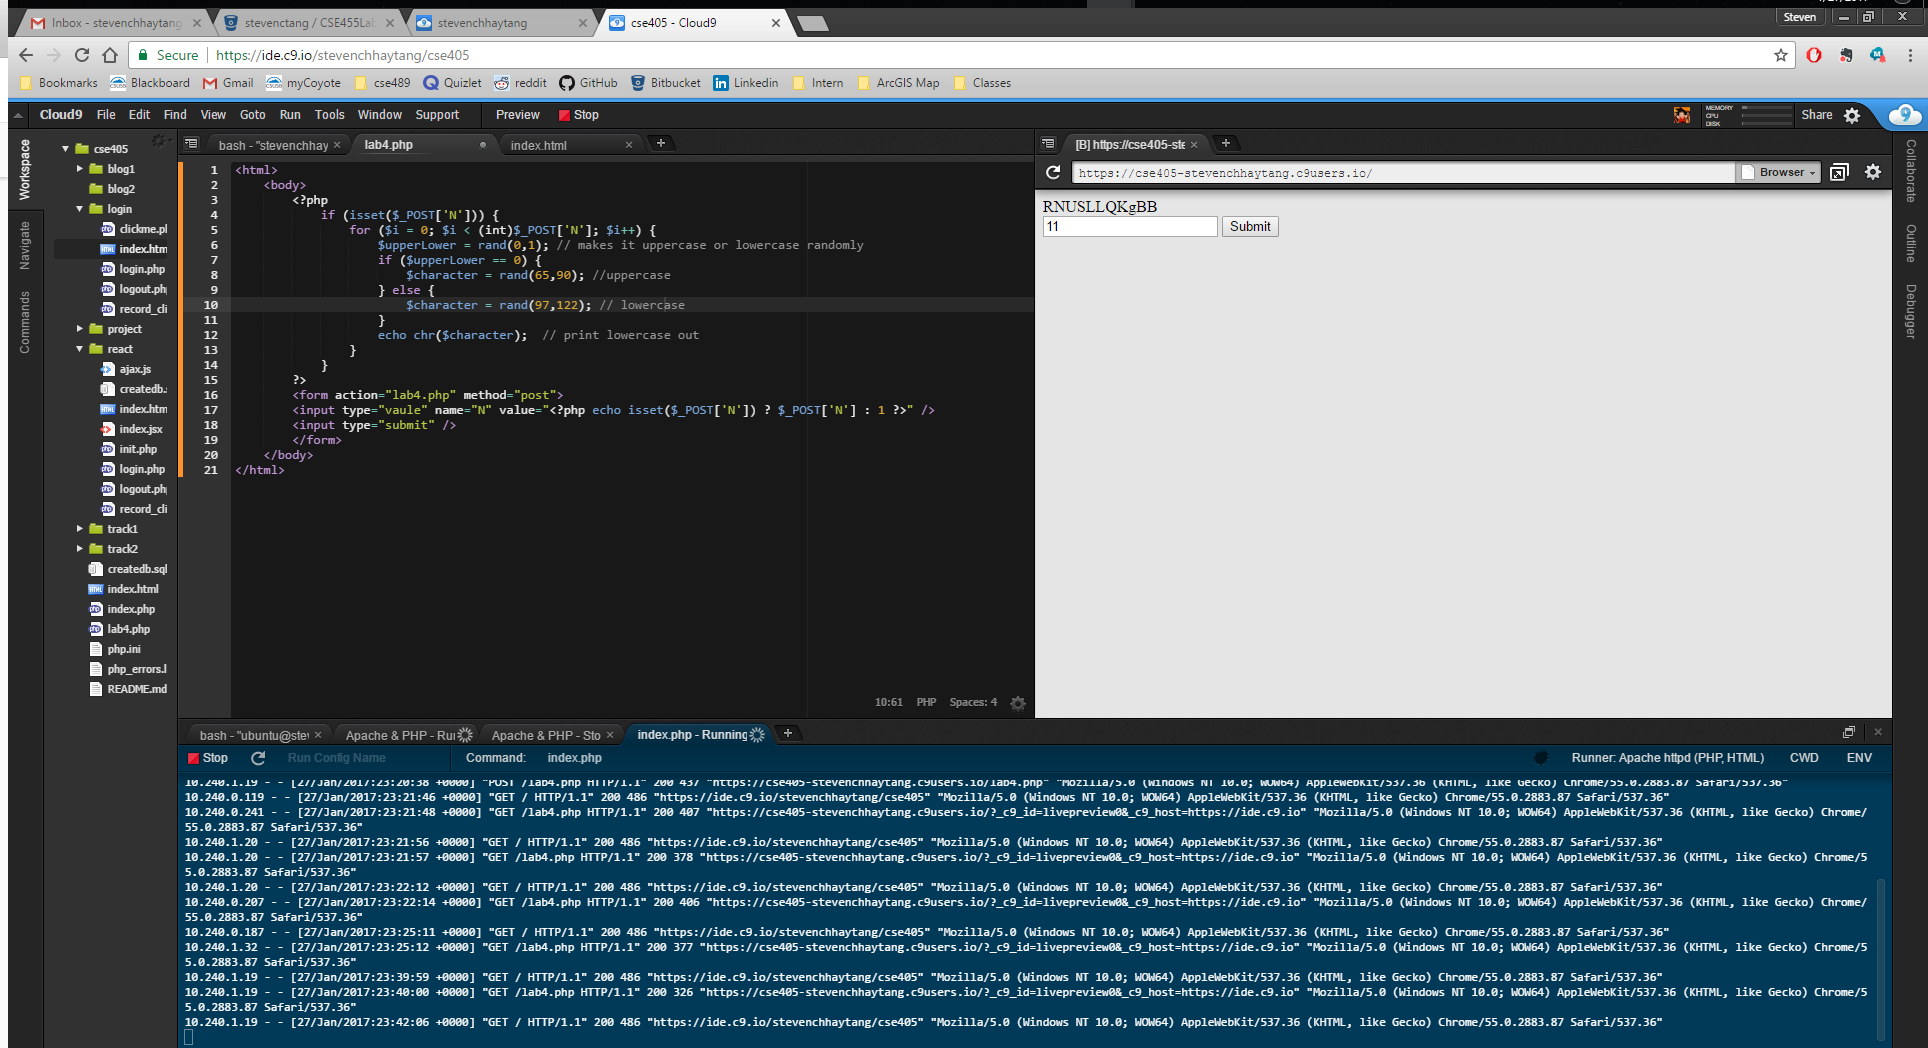 Inbox - stevenchhaytang
stevenctang / CSE455Lab
stevenchhaytang
cse405 - Cloud9
Steven
Secure
https://ide.c9.io/stevenchhaytang/cse405
Bookmarks
Blackboard
Gmail
myCoyote
cse489
Quizlet
reddit
GitHub
Bitbucket
Linkedin
Intern
ArcGIS Map
Classes
Cloud9 File Edit Find View Goto Run Tools Window Support Preview Stop
MEMORY
CPU
DISK
Share
Workspace
Navigate
Commands
cse405
blog1
blog2
login
clickme.pl
index.htm
login.php
logout.ph
record_cli
project
react
ajax.js
createdb.
index.htm
index.jsx
init.php
login.php
logout.ph
record_cli
track1
track2
createdb.sql
index.html
index.php
lab4.php
php.ini
php_errors.l
README.md
bash - "stevenchhay
lab4.php
index.html
1 <html>
2 <body>
3 <?php
4 if (isset($_POST['N'])) {
5 for ($i = 0; $i < (int)$_POST['N']; $i++) {
6 $upperLower = rand(0,1); // makes it uppercase or lowercase randomly
7 if ($upperLower == 0) {
8 $character = rand(65,90); //uppercase
9 } else {
10 $character = rand(97,122); // lowercase
11 }
12 echo chr($character);  // print lowercase out
13 }
14 }
15 ?>
16 <form action="lab4.php" method="post">
17 <input type="vaule" name="N" value="<?php echo isset($_POST['N']) ? $_POST['N'] : 1 ?>" />
18 <input type="submit" />
19 </form>
20 </body>
21 </html>
10:61 PHP Spaces: 4
[B] https://cse405-ste
https://cse405-stevenchhaytang.c9users.io/
Browser
RNUSLLQKgBB
11
Submit
Collaborate
Outline
Debugger
bash - "ubuntu@stev
Apache & PHP - Ru
Apache & PHP - Sto
index.php - Running
Stop
Run Config Name
Command: index.php
Runner: Apache httpd (PHP, HTML)
CWD
ENV
10.240.1.19 - - [27/Jan/2017:23:20:38 +0000] "POST /lab4.php HTTP/1.1" 200 437 "https://cse405-stevenchhaytang.c9users.io/lab4.php" "Mozilla/5.0 (Windows NT 10.0; WOW64) AppleWebKit/537.36 (KHTML, like Gecko) Chrome/55.0.2883.87 Safari/537.36"
10.240.0.119 - - [27/Jan/2017:23:21:46 +0000] "GET / HTTP/1.1" 200 486 "https://ide.c9.io/stevenchhaytang/cse405" "Mozilla/5.0 (Windows NT 10.0; WOW64) AppleWebKit/537.36 (KHTML, like Gecko) Chrome/55.0.2883.87 Safari/537.36"
10.240.0.241 - - [27/Jan/2017:23:21:48 +0000] "GET /lab4.php HTTP/1.1" 200 407 "https://cse405-stevenchhaytang.c9users.io/?_c9_id=livepreview0&_c9_host=https://ide.c9.io" "Mozilla/5.0 (Windows NT 10.0; WOW64) AppleWebKit/537.36 (KHTML, like Gecko) Chrome/
55.0.2883.87 Safari/537.36"
10.240.1.20 - - [27/Jan/2017:23:21:56 +0000] "GET / HTTP/1.1" 200 486 "https://ide.c9.io/stevenchhaytang/cse405" "Mozilla/5.0 (Windows NT 10.0; WOW64) AppleWebKit/537.36 (KHTML, like Gecko) Chrome/55.0.2883.87 Safari/537.36"
10.240.1.20 - - [27/Jan/2017:23:21:57 +0000] "GET /lab4.php HTTP/1.1" 200 378 "https://cse405-stevenchhaytang.c9users.io/?_c9_id=livepreview0&_c9_host=https://ide.c9.io" "Mozilla/5.0 (Windows NT 10.0; WOW64) AppleWebKit/537.36 (KHTML, like Gecko) Chrome/5
5.0.2883.87 Safari/537.36"
10.240.1.20 - - [27/Jan/2017:23:22:12 +0000] "GET / HTTP/1.1" 200 486 "https://ide.c9.io/stevenchhaytang/cse405" "Mozilla/5.0 (Windows NT 10.0; WOW64) AppleWebKit/537.36 (KHTML, like Gecko) Chrome/55.0.2883.87 Safari/537.36"
10.240.0.207 - - [27/Jan/2017:23:22:14 +0000] "GET /lab4.php HTTP/1.1" 200 406 "https://cse405-stevenchhaytang.c9users.io/?_c9_id=livepreview0&_c9_host=https://ide.c9.io" "Mozilla/5.0 (Windows NT 10.0; WOW64) AppleWebKit/537.36 (KHTML, like Gecko) Chrome/
55.0.2883.87 Safari/537.36"
10.240.0.187 - - [27/Jan/2017:23:25:11 +0000] "GET / HTTP/1.1" 200 486 "https://ide.c9.io/stevenchhaytang/cse405" "Mozilla/5.0 (Windows NT 10.0; WOW64) AppleWebKit/537.36 (KHTML, like Gecko) Chrome/55.0.2883.87 Safari/537.36"
10.240.1.32 - - [27/Jan/2017:23:25:12 +0000] "GET /lab4.php HTTP/1.1" 200 377 "https://cse405-stevenchhaytang.c9users.io/?_c9_id=livepreview0&_c9_host=https://ide.c9.io" "Mozilla/5.0 (Windows NT 10.0; WOW64) AppleWebKit/537.36 (KHTML, like Gecko) Chrome/5
5.0.2883.87 Safari/537.36"
10.240.1.19 - - [27/Jan/2017:23:39:59 +0000] "GET / HTTP/1.1" 200 486 "https://ide.c9.io/stevenchhaytang/cse405" "Mozilla/5.0 (Windows NT 10.0; WOW64) AppleWebKit/537.36 (KHTML, like Gecko) Chrome/55.0.2883.87 Safari/537.36"
10.240.1.19 - - [27/Jan/2017:23:40:00 +0000] "GET /lab4.php HTTP/1.1" 200 326 "https://cse405-stevenchhaytang.c9users.io/?_c9_id=livepreview0&_c9_host=https://ide.c9.io" "Mozilla/5.0 (Windows NT 10.0; WOW64) AppleWebKit/537.36 (KHTML, like Gecko) Chrome/5
5.0.2883.87 Safari/537.36"
10.240.1.19 - - [27/Jan/2017:23:42:06 +0000] "GET / HTTP/1.1" 200 486 "https://ide.c9.io/stevenchhaytang/cse405" "Mozilla/5.0 (Windows NT 10.0; WOW64) AppleWebKit/537.36 (KHTML, like Gecko) Chrome/55.0.2883.87 Safari/537.36"